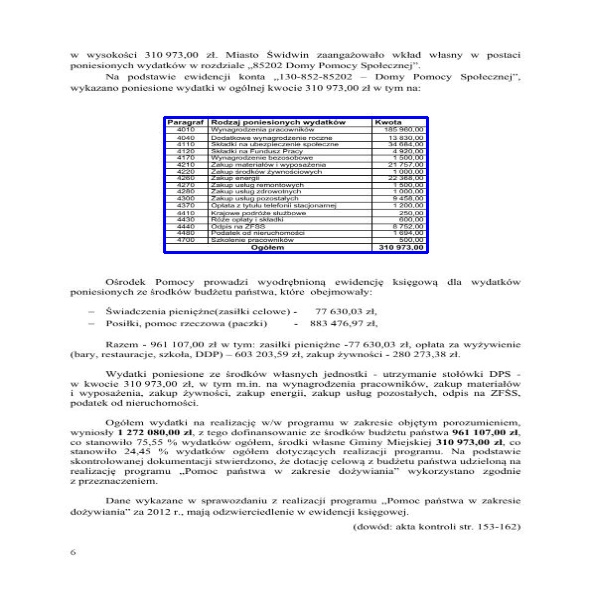 w wysokości 310 973,00 zł. Miasto Świdwin zaangażowało wkład własny w postaci
poniesionych wydatków w rozdziale „85202 Domy Pomocy Społecznej”.
Na podstawie ewidencji konta „130-852-85202 – Domy Pomocy Społecznej”,
wykazano poniesione wydatki w ogólnej kwocie 310 973,00 zł w tym na:
Paragraf Rodzaj poniesionych wydatków Kwota
4010 Wynagrodzenia pracowników 185 960,00
4040 Dodatkowe wynagrodzenie roczne 13 830,00
4110 Składki na ubezpieczenie społeczne 34 684,00
4120 Składki na Fundusz Pracy 4 920,00
4170 Wynagrodzenie bezosobowe 1 500,00
4210 Zakup materiałów i wyposażenia 21 757,00
4220 Zakup środków żywnościowych 1 000,00
4260 Zakup energii 22 368,00
4270 Zakup usług remontowych 1 500,00
4280 Zakup usług zdrowotnych 1 000,00
4300 Zakup usług pozostałych 9 458,00
4370 Opłata z tytułu telefonii stacjonarnej 1 200,00
4410 Krajowe podróże służbowe 250,00
4430 Róże opłaty i składki 600,00
4440 Odpis na ZFŚS 8 752,00
4480 Podatek od nieruchomości 1 694,00
4700 Szkolenie pracowników 500,00
Ogółem 310 973,00
Ośrodek Pomocy prowadzi wyodrębnioną ewidencję księgową dla wydatków
poniesionych ze środków budżetu państwa, które obejmowały:
– Świadczenia pieniężne(zasiłki celowe) - 77 630,03 zł,
– Posiłki, pomoc rzeczowa (paczki) - 883 476,97 zł,
Razem - 961 107,00 zł w tym: zasiłki pieniężne -77 630,03 zł, opłata za wyżywienie
(bary, restauracje, szkoła, DDP) – 603 203,59 zł, zakup żywności - 280 273,38 zł.
Wydatki poniesione ze środków własnych jednostki - utrzymanie stołówki DPS -
w kwocie 310 973,00 zł, w tym m.in. na wynagrodzenia pracowników, zakup materiałów
i wyposażenia, zakup żywności, zakup energii, zakup usług pozostałych, odpis na ZFŚS,
podatek od nieruchomości.
Ogółem wydatki na realizację w/w programu w zakresie objętym porozumieniem,
wyniosły 1 272 080,00 zł, z tego dofinansowanie ze środków budżetu państwa 961 107,00 zł,
co stanowiło 75,55 % wydatków ogółem, środki własne Gminy Miejskiej 310 973,00 zł, co
stanowiło 24,45 % wydatków ogółem dotyczących realizacji programu. Na podstawie
skontrolowanej dokumentacji stwierdzono, że dotację celową z budżetu państwa udzieloną na
realizację programu „Pomoc państwa w zakresie dożywiania” wykorzystano zgodnie
z przeznaczeniem.
Dane wykazane w sprawozdaniu z realizacji programu „Pomoc państwa w zakresie
dożywiania” za 2012 r., mają odzwierciedlenie w ewidencji księgowej.
(dowód: akta kontroli str. 153-162)
6